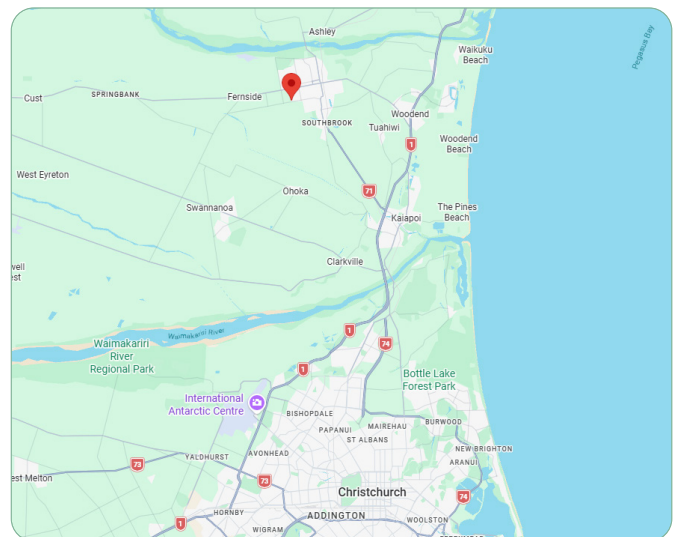 Ashley
Waikuku
Beach
Pegasus Bay
Cust
SPRINGBANK
Fernside
SOUTHBROOK
Woodend
Tuahiwi
1
Woodend
Beach
West Eyreton
71
Ohoka
Swannanoa
The Pines
Beach
Kaiapoi
Clarkville
Waimakariri River
1
74
Waimakariri
River
Regional Park
1
Bottle Lake
Forest Park
International
Antarctic Centre
BISHOPDALE
PAPANUI
MAIREHAU
BURWOOD
ST ALBANS
NEW BRIGHTON
YALDHURST
AVONHEAD
ARANUI
73
est Melton
73
Christchurch
74
HORNBY
ADDINGTON
WOOLSTON
1
WIGRAM